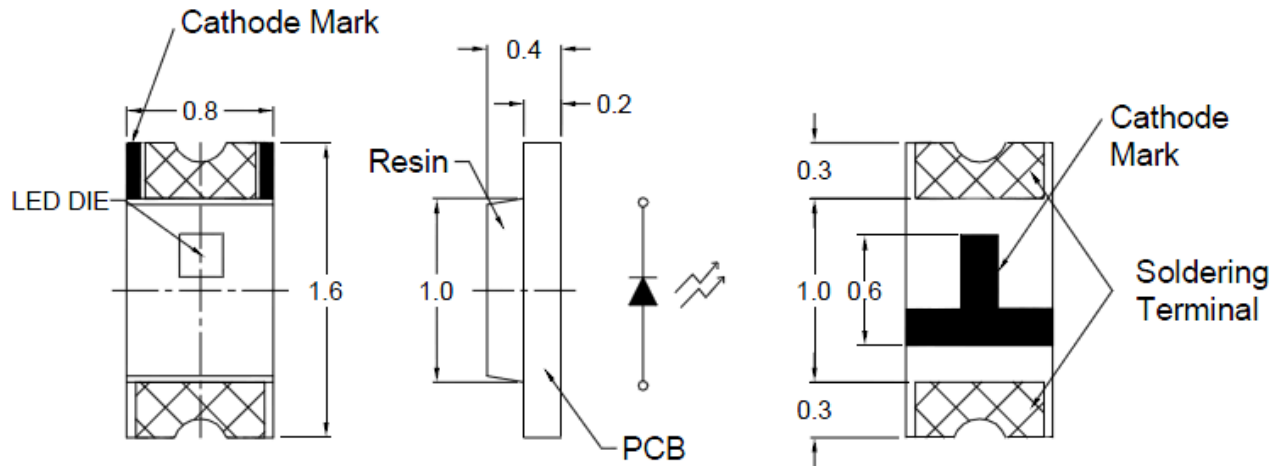 Cathode Mark
0.8
LED DIE
1.6
0.4
0.2
Resin
1.0
PCB
Cathode
Mark
0.3
1.0
0.6
Soldering
Terminal
0.3